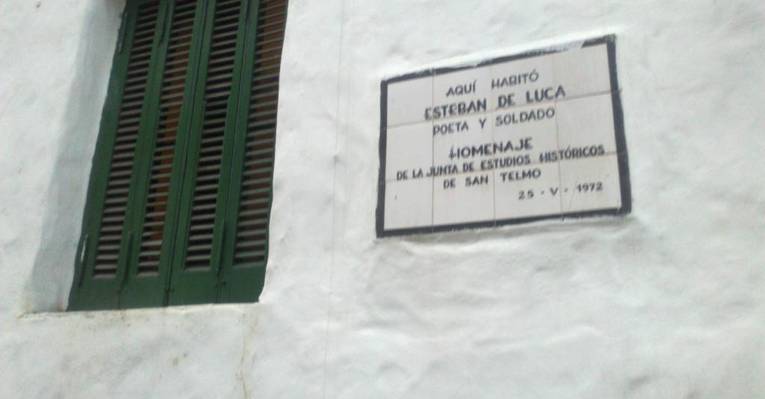 AQUÍ HABITÓ
ESTEBAN DE LUCA
POETA Y SOLDADO
HOMENAJE
DE LA JUNTA DE ESTUDIOS HISTÓRICOS
DE SAN TELMO
25 · V · 1972